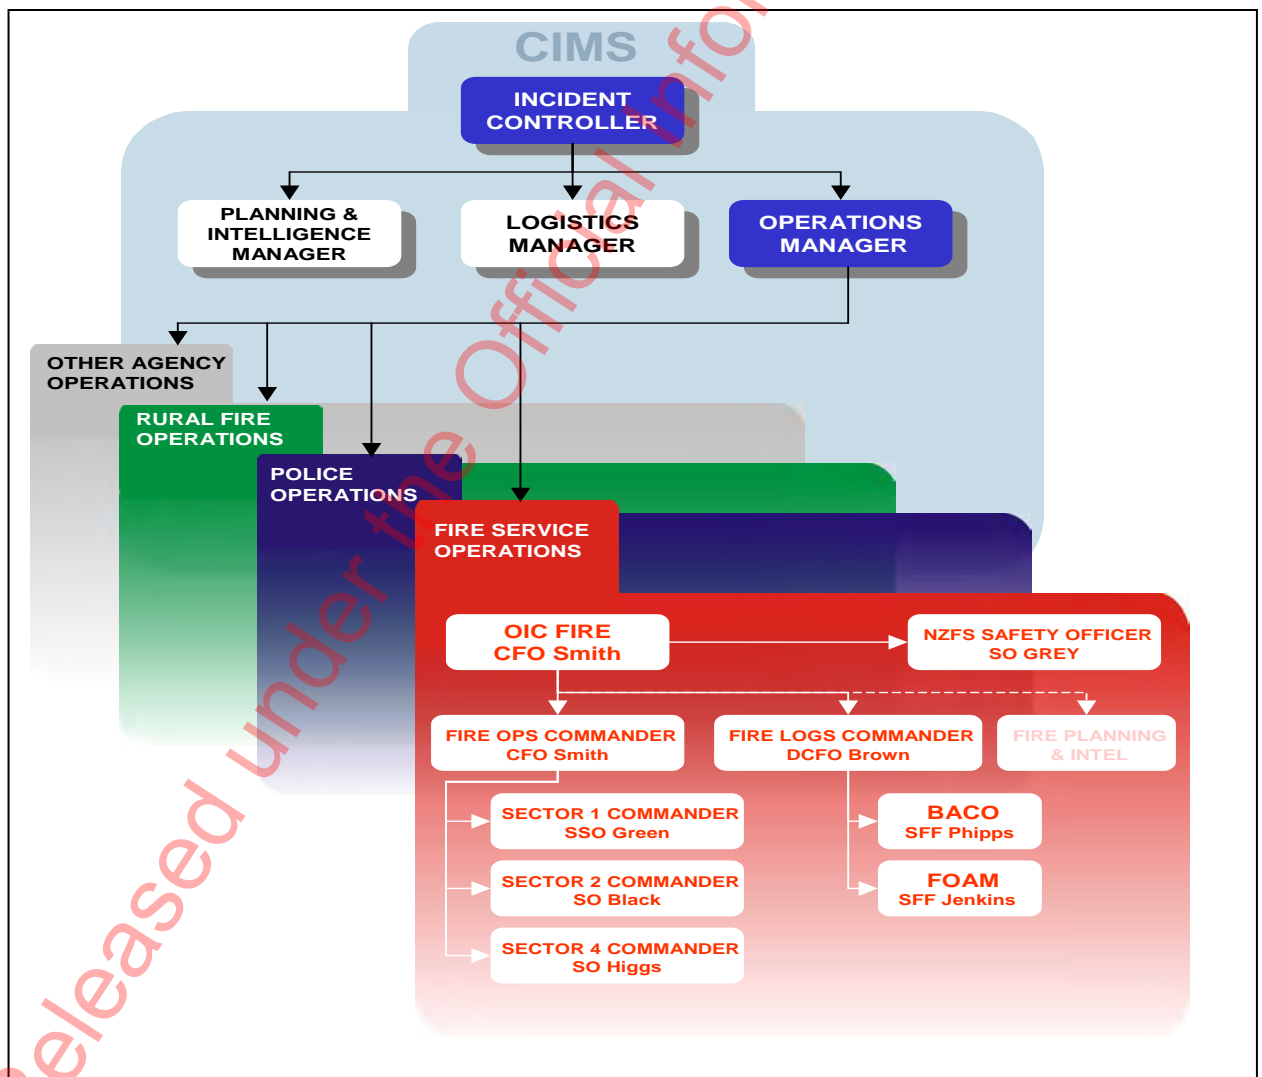 CIMS
INCIDENT
CONTROLLER
PLANNING &
INTELLIGENCE
MANAGER
LOGISTICS
MANAGER
OPERATIONS
MANAGER
OTHER AGENCY
OPERATIONS
RURAL FIRE
OPERATIONS
POLICE
OPERATIONS
FIRE SERVICE
OPERATIONS
OIC FIRE
CFO Smith
NZFS SAFETY OFFICER
SO GREY
FIRE OPS COMMANDER
CFO Smith
FIRE LOGS COMMANDER
DCFO Brown
FIRE PLANNING
& INTEL
SECTOR 1 COMMANDER
SSO Green
SECTOR 2 COMMANDER
SO Black
SECTOR 4 COMMANDER
SO Higgs
BACO
SFF Phipps
FOAM
SFF Jenkins
Released under the Official Infor